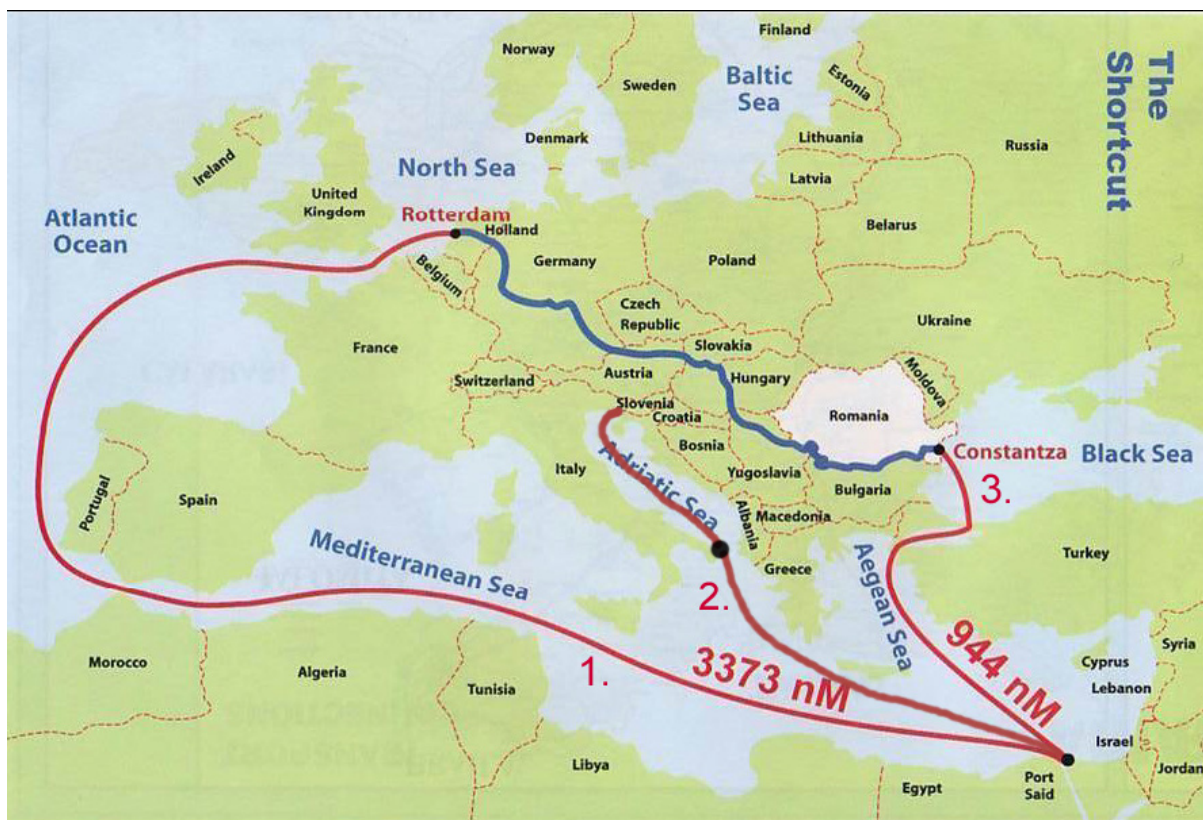 The
Shortcut
Finland
Norway
Sweden
Baltic
Sea
Estonia
Lithuania
Russia
Denmark
Latvia
Ireland
North Sea
United
Kingdom
Atlantic
Ocean
Rotterdam
Holland
Belarus
Germany
Poland
Belgium
Czech
Republic
Ukraine
France
Slovakia
Switzerland
Austria
Hungary
Moldova
Slovenia
Croatia
Romania
Bosnia
Constantza
Black Sea
Italy
Adriatic Sea
Yugoslavia
Bulgaria
3.
Portugal
Spain
Albania
Macedonia
Mediterranean Sea
Greece
Aegean Sea
Turkey
2.
944 nM
Morocco
Algeria
Tunisia
1.
3373 nM
Cyprus
Syria
Lebanon
Israel
Libya
Egypt
Port
Said
Jordan